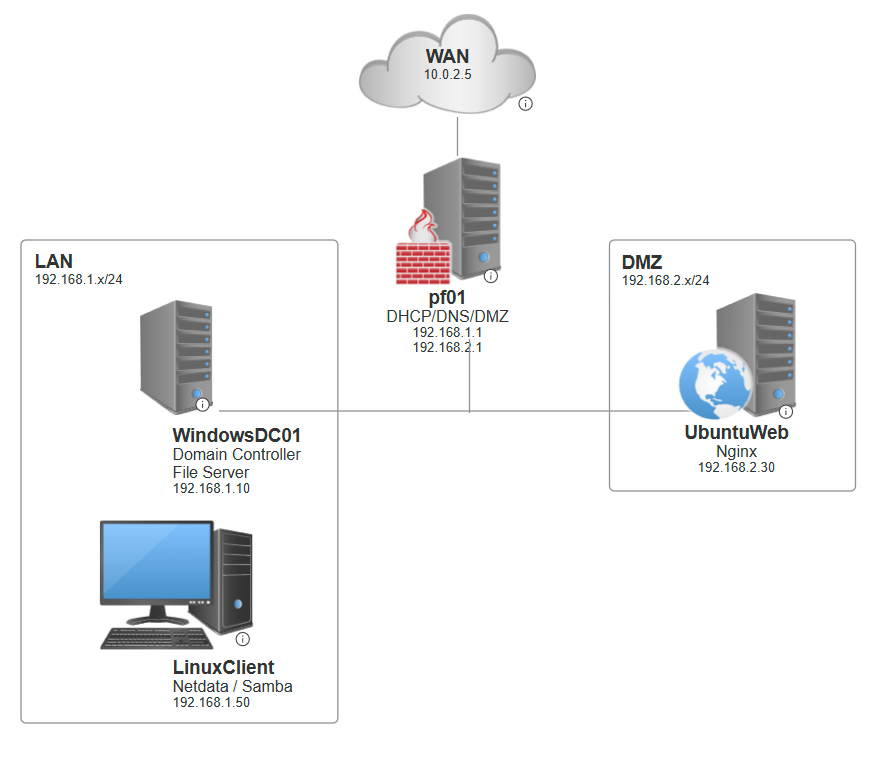 WAN
10.0.2.5
pf01
DHCP/DNS/DMZ
192.168.1.1
192.168.2.1
LAN
192.168.1.x/24
WindowsDC01
Domain Controller
File Server
192.168.1.10
LinuxClient
Netdata / Samba
192.168.1.50
DMZ
192.168.2.x/24
UbuntuWeb
Nginx
192.168.2.30